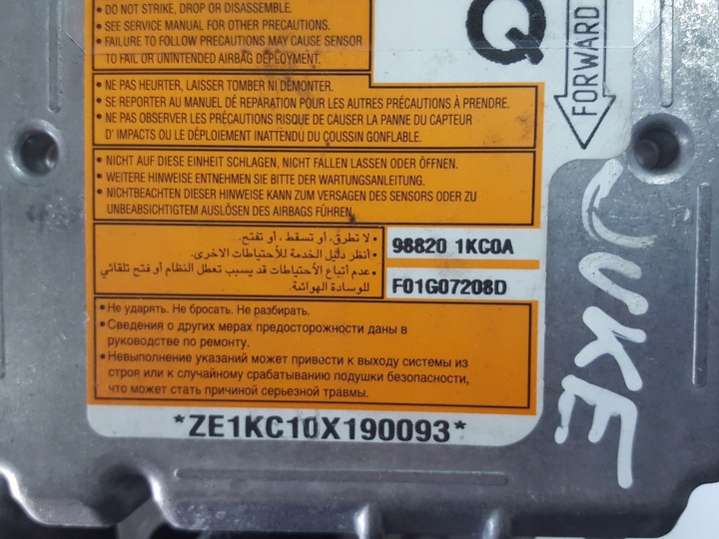 • DO NOT STRIKE, DROP OR DISASSEMBLE.
• SEE SERVICE MANUAL FOR OTHER PRECAUTIONS.
• FAILURE TO FOLLOW PRECAUTIONS MAY CAUSE SENSOR
TO FAIL OR UNINTENDED AIRBAG DEPLOYMENT.
Q
FORWARD
• NE PAS HEURTER, LAISSER TOMBER NI DÉMONTER.
• SE REPORTER AU MANUEL DÉ REPARATION POUR LES AUTRES PRÉCAUTIONS À PRENDRE.
• NE PAS OBSERVER LES PRÉCAUTIONS RISQUE DE CAUSER LA PANNE DU CAPTEUR
D' IMPACTS OU LE DÉPLOIEMENT INATTENDU DU COUSSIN GONFLABLE.
• NICHT AUF DIESE EINHEIT SCHLAGEN, NICHT FALLEN LASSEN ODER ÖFFNEN.
• WEITERE HINWEISE ENTNEHMEN SIE BITTE DER WARTUNGSANLEITUNG.
• NICHTBEACHTEN DIESER HINWEISE KANN ZUM VERSAGEN DES SENSORS ODER ZU
UNBEABSICHTIGTEM AUSLÖSEN DES AIRBAGS FÜHREN.
• لا تطرق، أو تسقط ، أو تفتح.
• أنظر دليل الخدمة للأحتياطات الاخرى.
• عدم أتباع الأحتياطات قد يسبب تعطل النظام أو فتح تلقائي
للوسادة الهوائية.
98820 1KC0A
F01G07208D
• Не ударять. Не бросать. Не разбирать.
• Сведения о других мерах предосторожности даны в
руководстве по ремонту.
• Невыполнение указаний может привести к выходу системы из
строя или к случайному срабатыванию подушки безопасности,
что может стать причиной серьезной травмы.
*ZE1KC10X190093*
JUKE